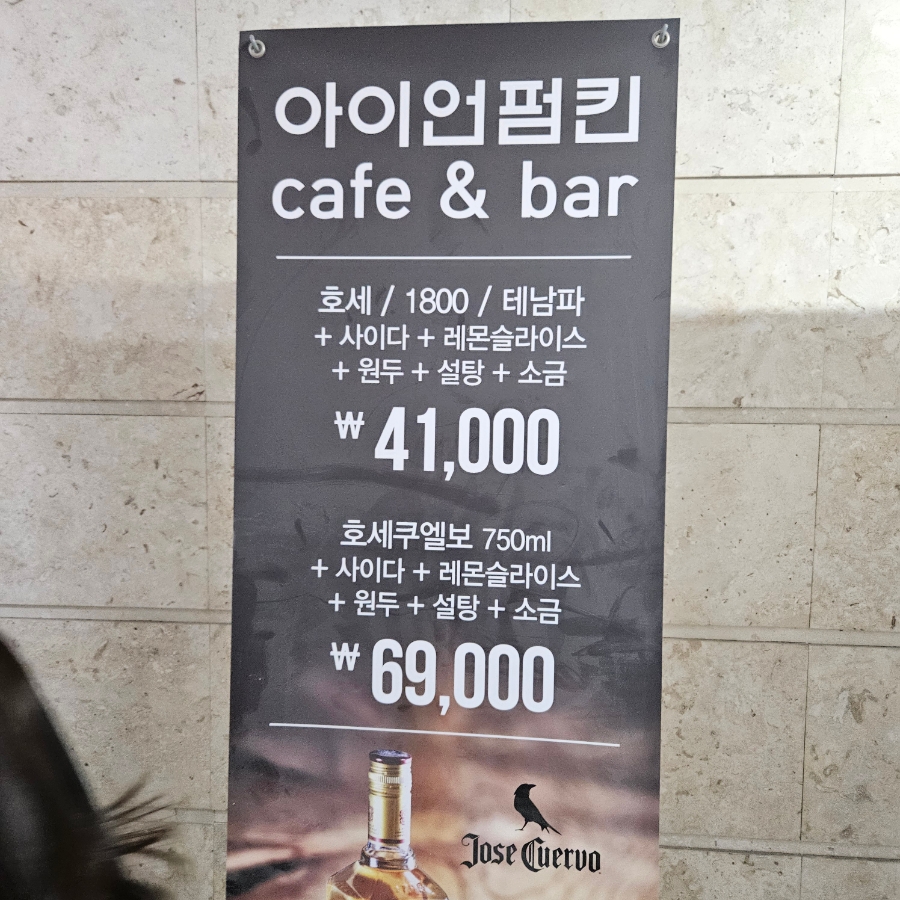 아이언펌킨
cafe & bar
호세 / 1800 / 테남파
+ 사이다 + 레몬슬라이스
+ 원두 + 설탕 + 소금
₩ 41,000
호세쿠엘보 750ml
+ 사이다 + 레몬슬라이스
+ 원두 + 설탕 + 소금
₩ 69,000
Jose Cuervo